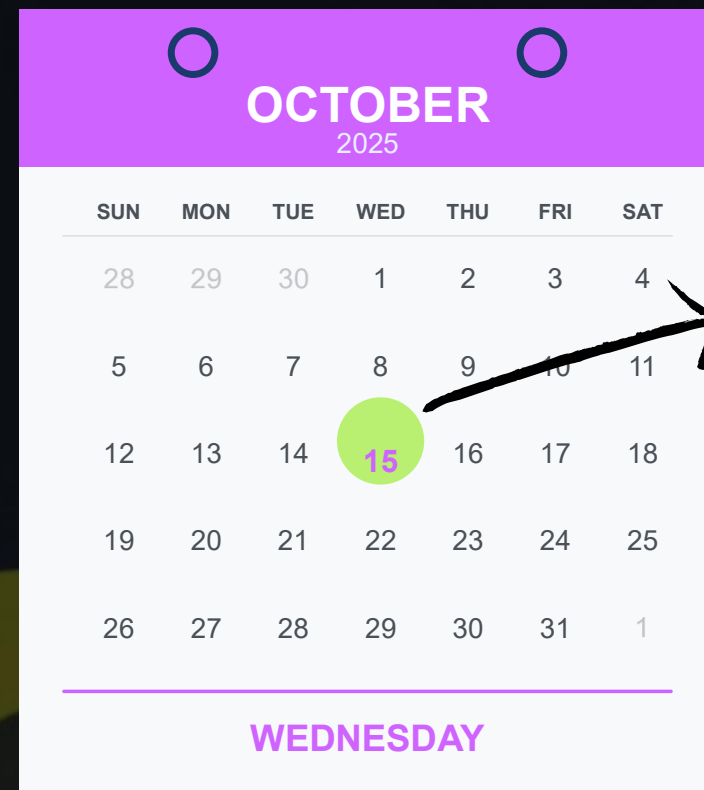 OCTOBER
2025
SUN MON TUE WED THU FRI SAT
28 29 30 1 2 3 4
5 6 7 8 9 10 11
12 13 14 15 16 17 18
19 20 21 22 23 24 25
26 27 28 29 30 31 1
WEDNESDAY